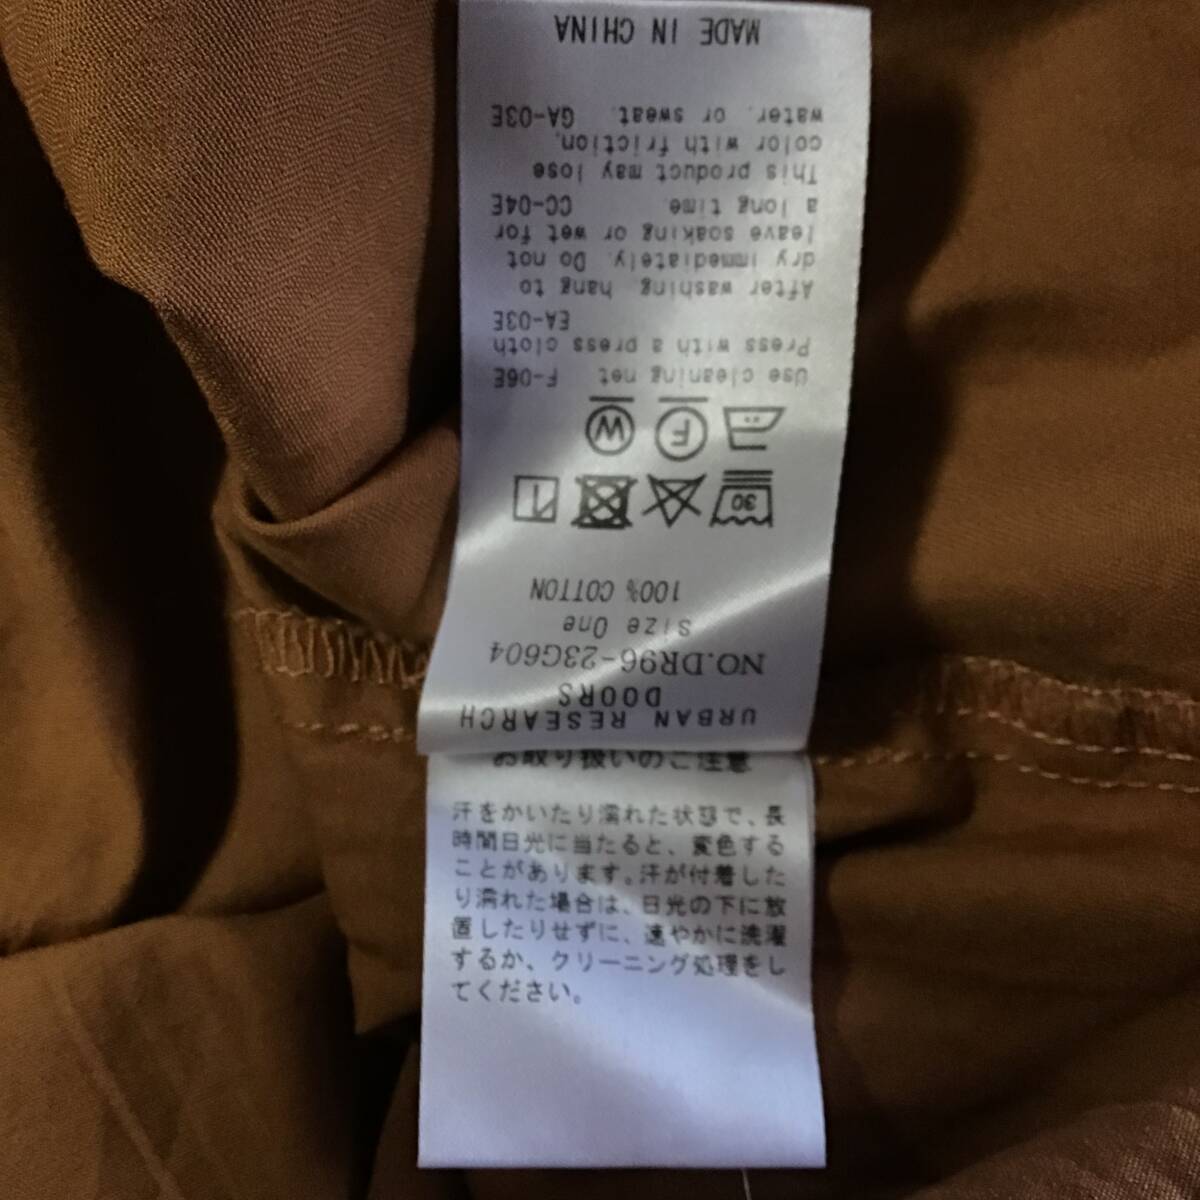 URBAN RESEARCH
DOORS
NO.DR96-23G604
Size One
100% COTTON
30
F W
Use cleaning net F-06E
Press with a press cloth
EA-03E
After washing, hang to
dry immediately. Do not
leave soaking or wet for
a long time. CC-04E
This product may lose
color with friction,
water, or sweat. GA-03E
MADE IN CHINA
取り扱いのご注意
汗をかいたり濡れた状態で、長
時間日光に当たると、変色する
ことがあります。汗が付着した
り濡れた場合は、日光の下に放
置したりせずに、速やかに洗濯
するか、クリーニング処理をし
てください。